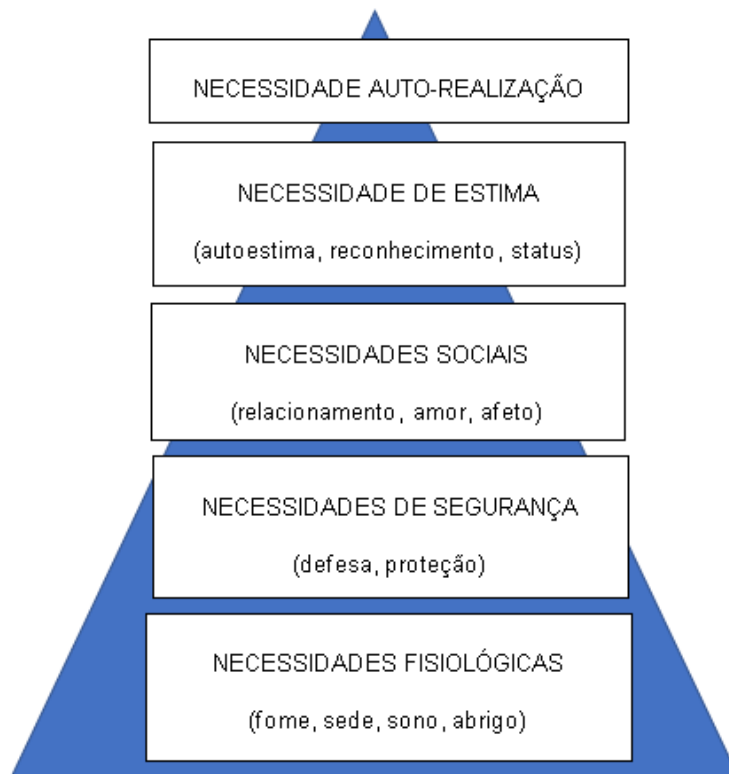 NECESSIDADE AUTO-REALIZAÇÃO
NECESSIDADE DE ESTIMA
(autoestima, reconhecimento, status)
NECESSIDADES SOCIAIS
(relacionamento, amor, afeto)
NECESSIDADES DE SEGURANÇA
(defesa, proteção)
NECESSIDADES FISIOLÓGICAS
(fome, sede, sono, abrigo)